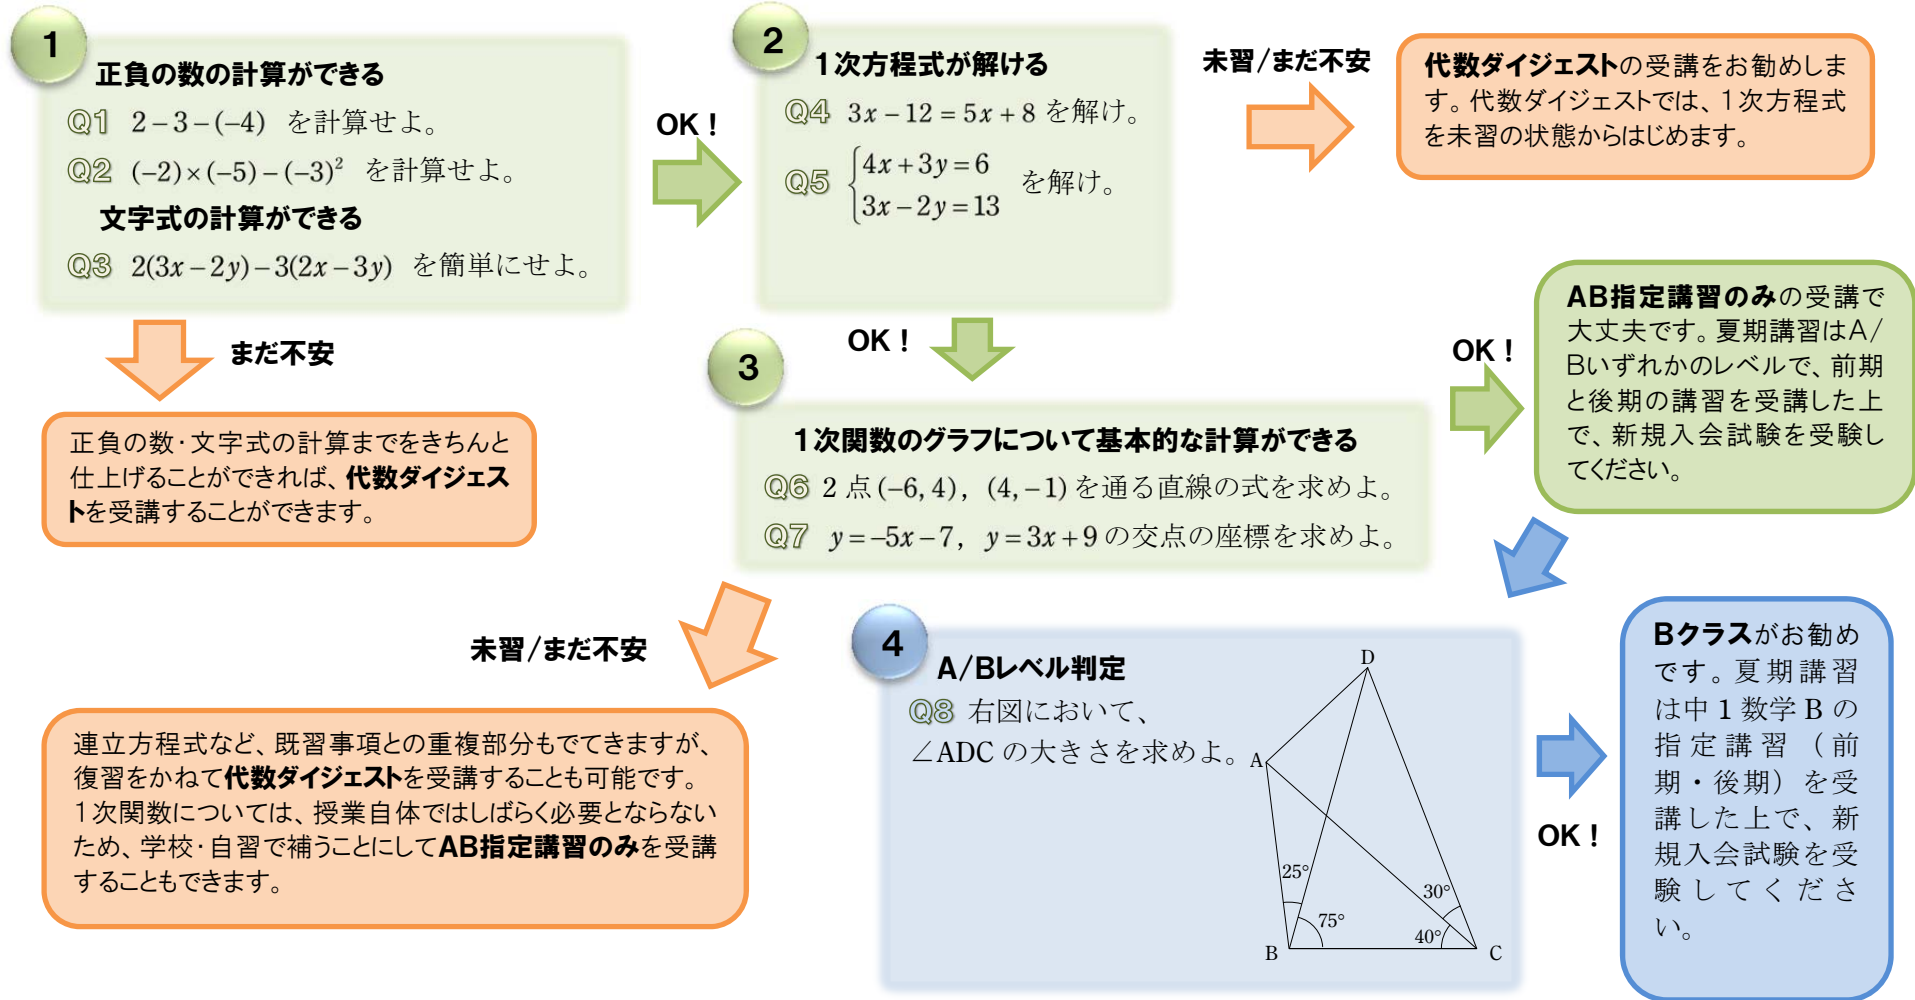 1
正負の数の計算ができる
Q1 2－3－(－4) を計算せよ。
Q2 (－2)×(－5)－(－3)² を計算せよ。
文字式の計算ができる
Q3 2(3x－2y)－3(2x－3y) を簡単にせよ。
OK！
まだ不安
正負の数・文字式の計算までをきちんと
仕上げることができれば、代数ダイジェス
トを受講することができます。
2
1次方程式が解ける
Q4 3x－12＝5x＋8 を解け。
Q5 {4x＋3y＝6
3x－2y＝13 を解け。
未習/まだ不安
代数ダイジェストの受講をお勧めしま
す。代数ダイジェストでは、1次方程式
を未習の状態からはじめます。
OK！
3
1次関数のグラフについて基本的な計算ができる
Q6 2点(－6, 4), (4, －1)を通る直線の式を求めよ。
Q7 y＝－5x－7, y＝3x＋9の交点の座標を求めよ。
OK！
AB指定講習のみの受講で
大丈夫です。夏期講習はA/
Bいずれかのレベルで、前期
と後期の講習を受講した上
で、新規入会試験を受験し
てください。
未習/まだ不安
連立方程式など、既習事項との重複部分もでてきますが、
復習をかねて代数ダイジェストを受講することも可能です。
1次関数については、授業自体ではしばらく必要とならない
ため、学校・自習で補うことにしてAB指定講習のみを受講
することもできます。
4
A/Bレベル判定
Q8 右図において、
∠ADC の大きさを求めよ。
D
A
25°
30°
75°
40°
B
C
OK！
Bクラスがお勧め
です。夏期講習
は中1数学Bの
指定講習（前
期・後期）を受
講した上で、新
規入会試験を受
験してくださ
い。